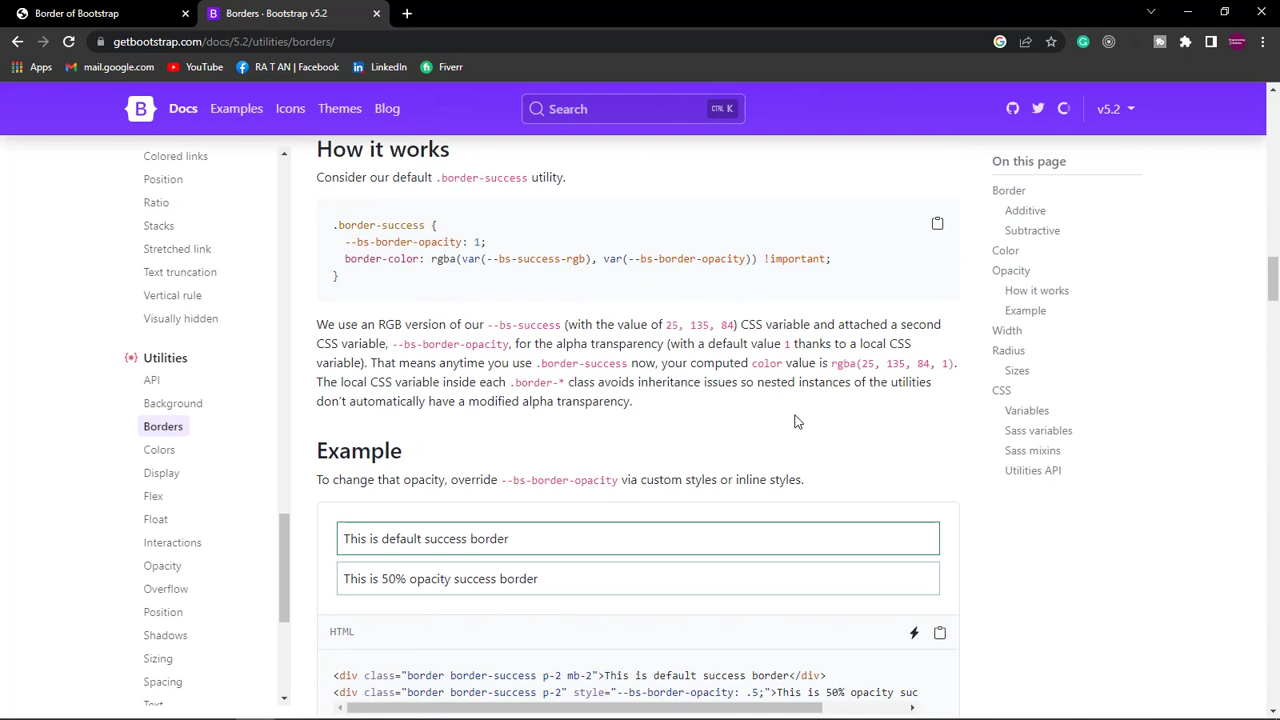 Border of Bootstrap
Borders · Bootstrap v5.2
getbootstrap.com/docs/5.2/utilities/borders/
Apps
mail.google.com
YouTube
RA T AN | Facebook
LinkedIn
Fiverr
B
Docs
Examples
Icons
Themes
Blog
Search
CTRL K
v5.2
Colored links
Position
Ratio
Stacks
Stretched link
Text truncation
Vertical rule
Visually hidden
Utilities
API
Background
Borders
Colors
Display
Flex
Float
Interactions
Opacity
Overflow
Position
Shadows
Sizing
Spacing
Text
How it works
Consider our default .border-success utility.
.border-success {
--bs-border-opacity: 1;
border-color: rgba(var(--bs-success-rgb), var(--bs-border-opacity)) !important;
}
We use an RGB version of our --bs-success (with the value of 25, 135, 84) CSS variable and attached a second
CSS variable, --bs-border-opacity, for the alpha transparency (with a default value 1 thanks to a local CSS
variable). That means anytime you use .border-success now, your computed color value is rgba(25, 135, 84, 1).
The local CSS variable inside each .border-* class avoids inheritance issues so nested instances of the utilities
don't automatically have a modified alpha transparency.
Example
To change that opacity, override --bs-border-opacity via custom styles or inline styles.
This is default success border
This is 50% opacity success border
HTML
<div class="border border-success p-2 mb-2">This is default success border</div>
<div class="border border-success p-2" style="--bs-border-opacity: .5;">This is 50% opacity suc
On this page
Border
Additive
Subtractive
Color
Opacity
How it works
Example
Width
Radius
Sizes
CSS
Variables
Sass variables
Sass mixins
Utilities API